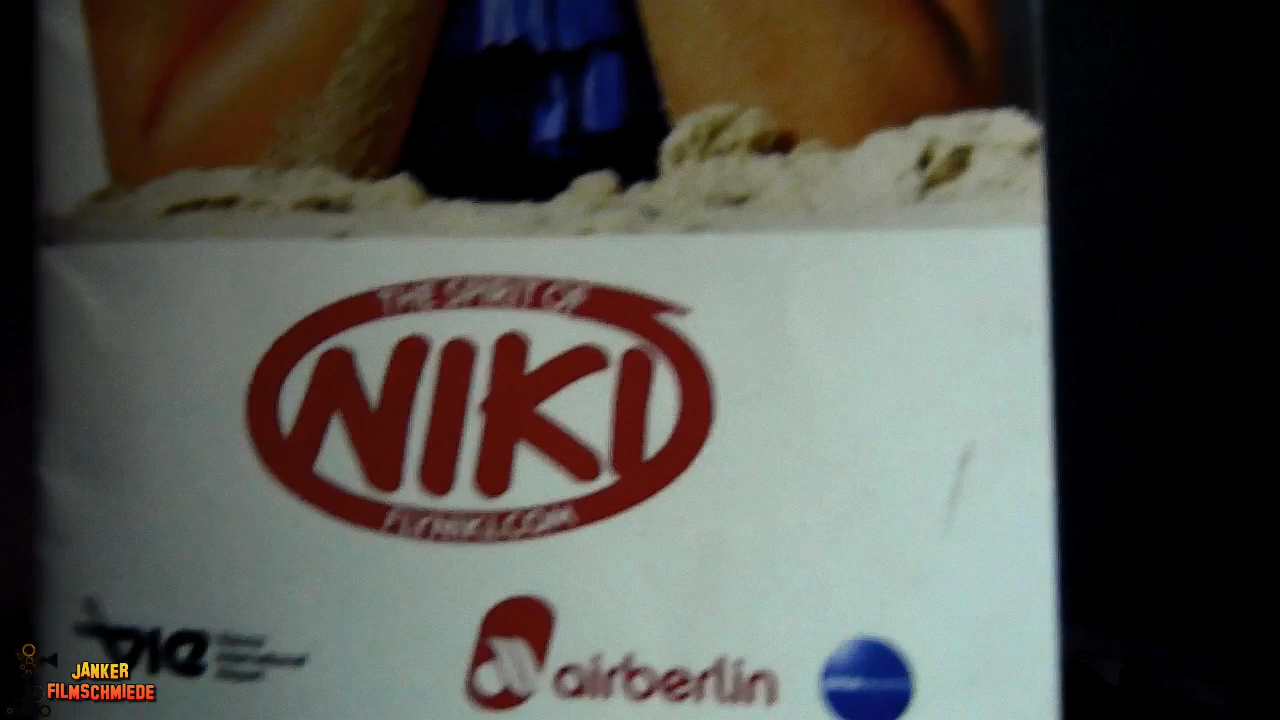 THE SPIRIT OF
NIKI
FLYNIKI.COM
airberlin
JANKER
FILMSCHMIEDE